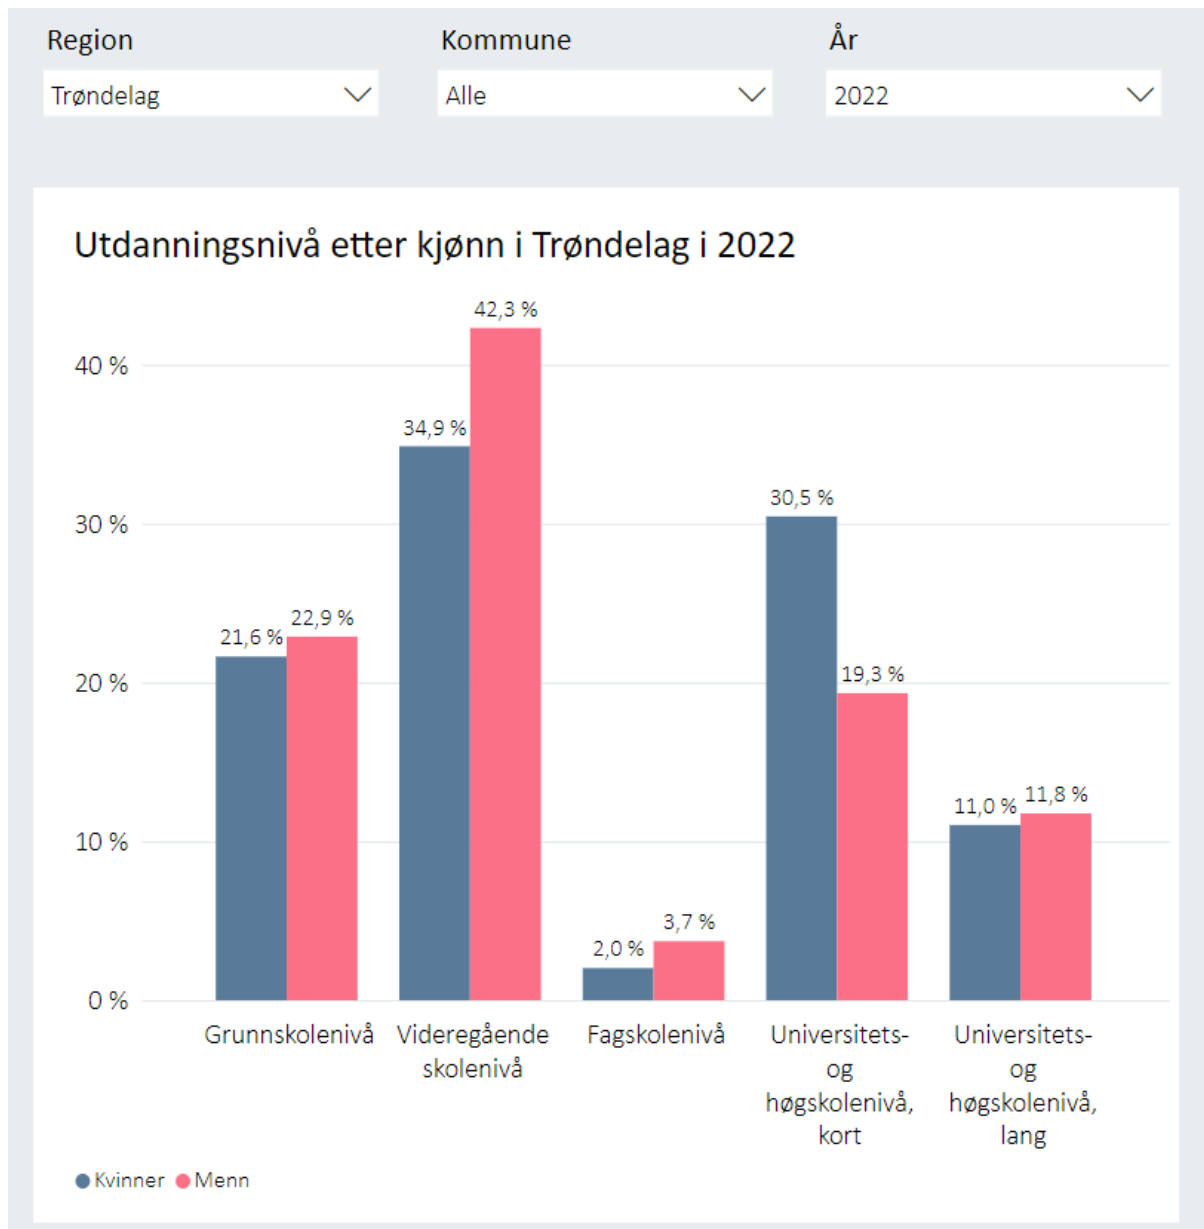 Region Kommune År
Trøndelag Alle 2022
Utdanningsnivå etter kjønn i Trøndelag i 2022
42,3 %
40 %
34,9 %
30,5 %
30 %
22,9 %
21,6 %
20 %
19,3 %
11,8 %
11,0 %
10 %
3,7 %
2,0 %
0 %
Grunnskolenivå
Videregående
skolenivå
Fagskolenivå
Universitets-
og
høgskolenivå,
kort
Universitets-
og
høgskolenivå,
lang
Kvinner Menn